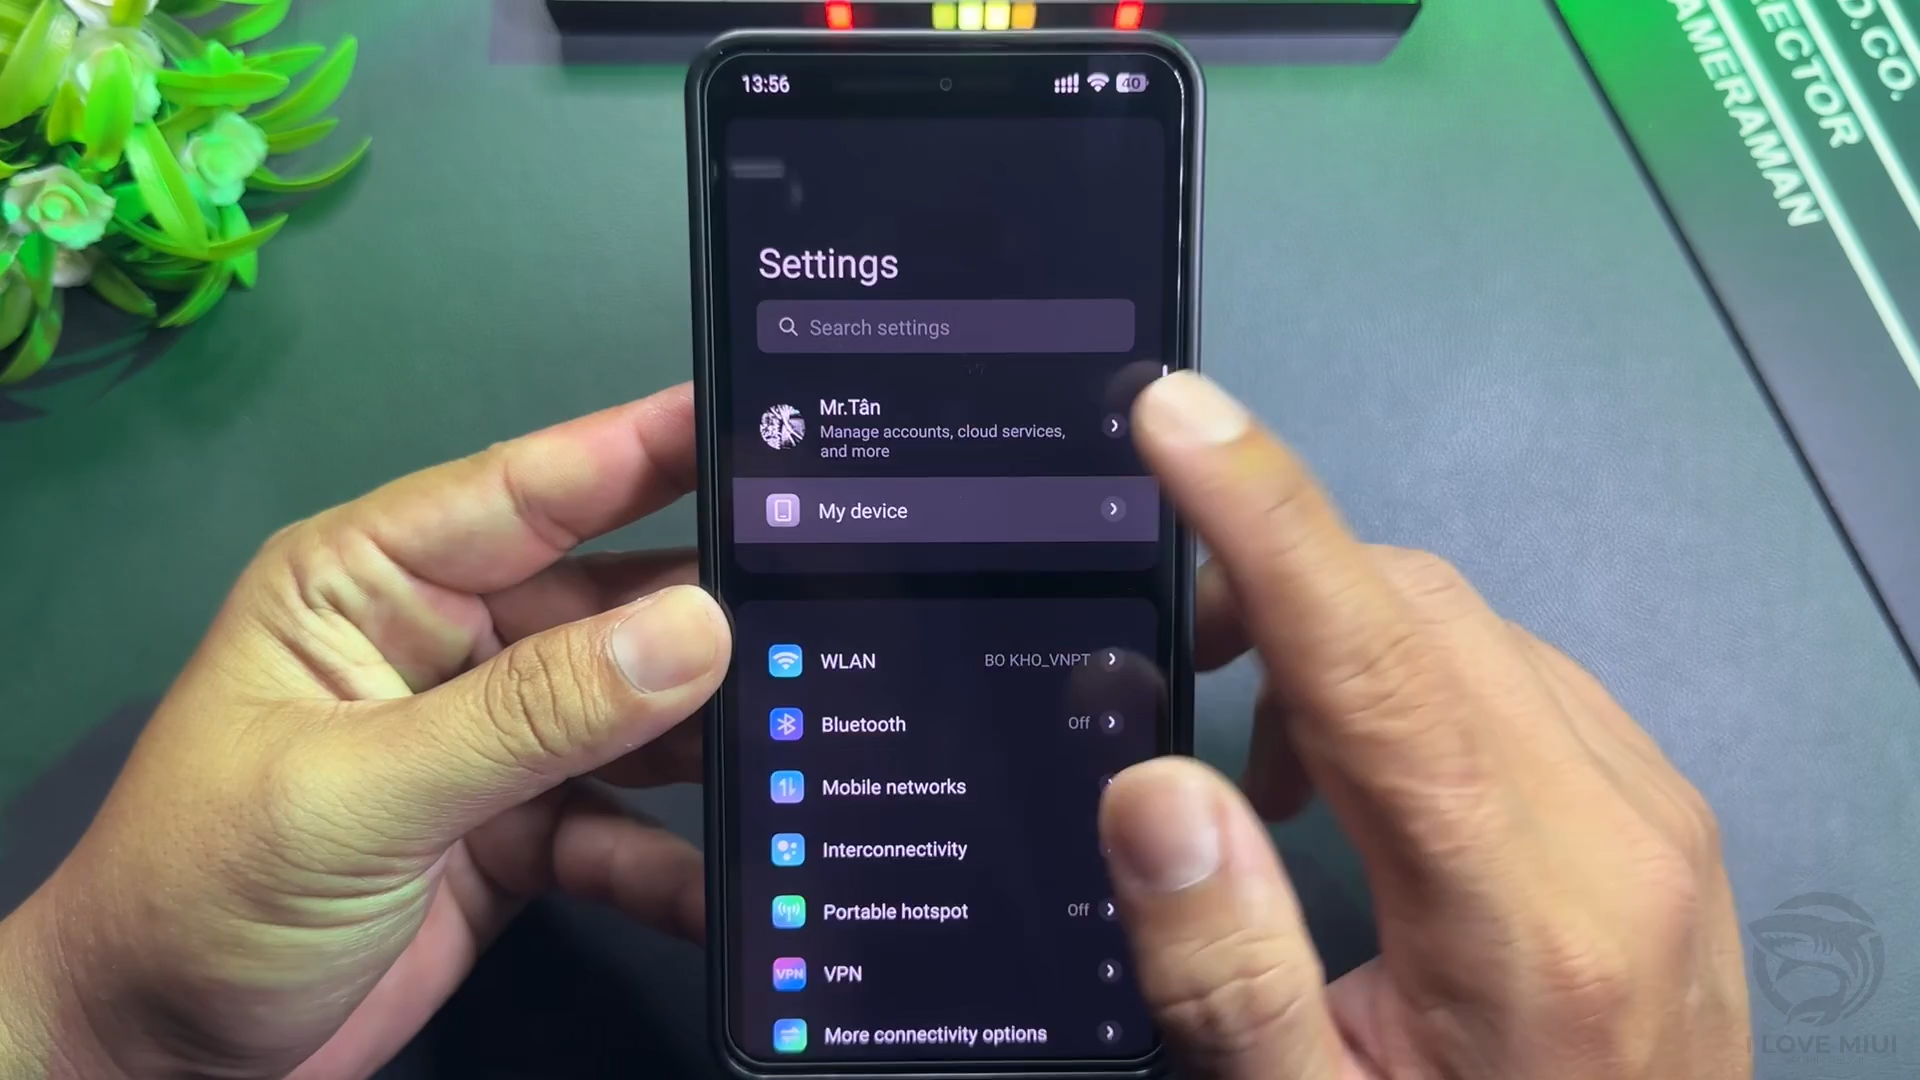 13:56
40
Settings
Search settings
Mr.Tân
Manage accounts, cloud services,
and more
My device
WLAN
BO KHO_VNPT
Bluetooth
Off
Mobile networks
Interconnectivity
Portable hotspot
Off
VPN
VPN
More connectivity options
D.CO.
ECTOR
AMERAMAN
I LOVE MIUI